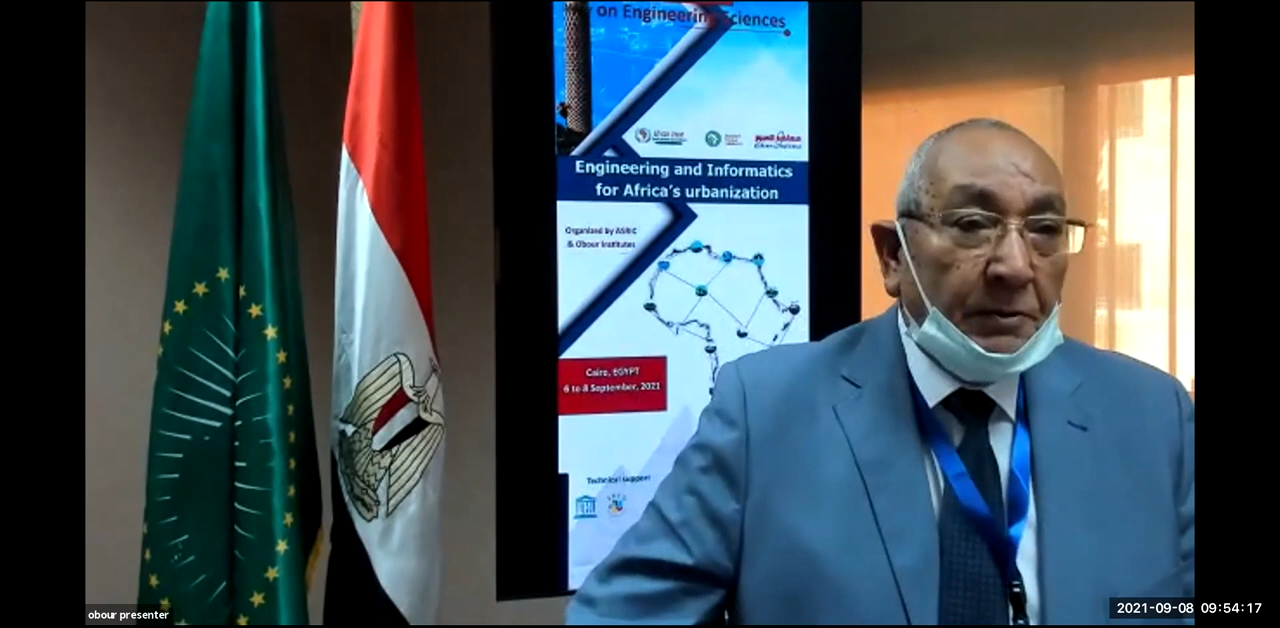 on Engineering Sciences
Engineering and Informatics
for Africa's urbanization
Organized by ASRIC
& Obour Institutes
Cairo, EGYPT
6 to 8 September, 2021
Technical support
obour presenter
2021-09-08 09:54:17